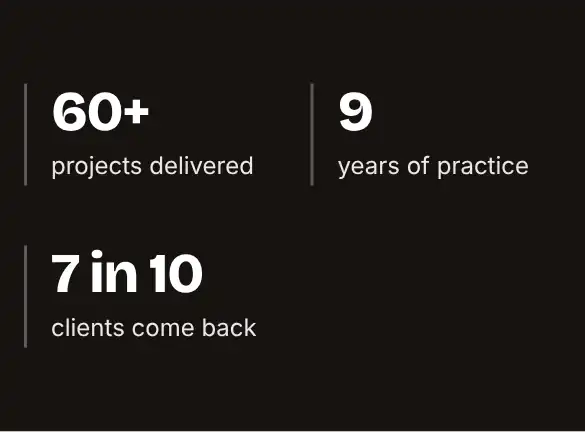 60+
projects delivered
9
years of practice
7 in 10
clients come back